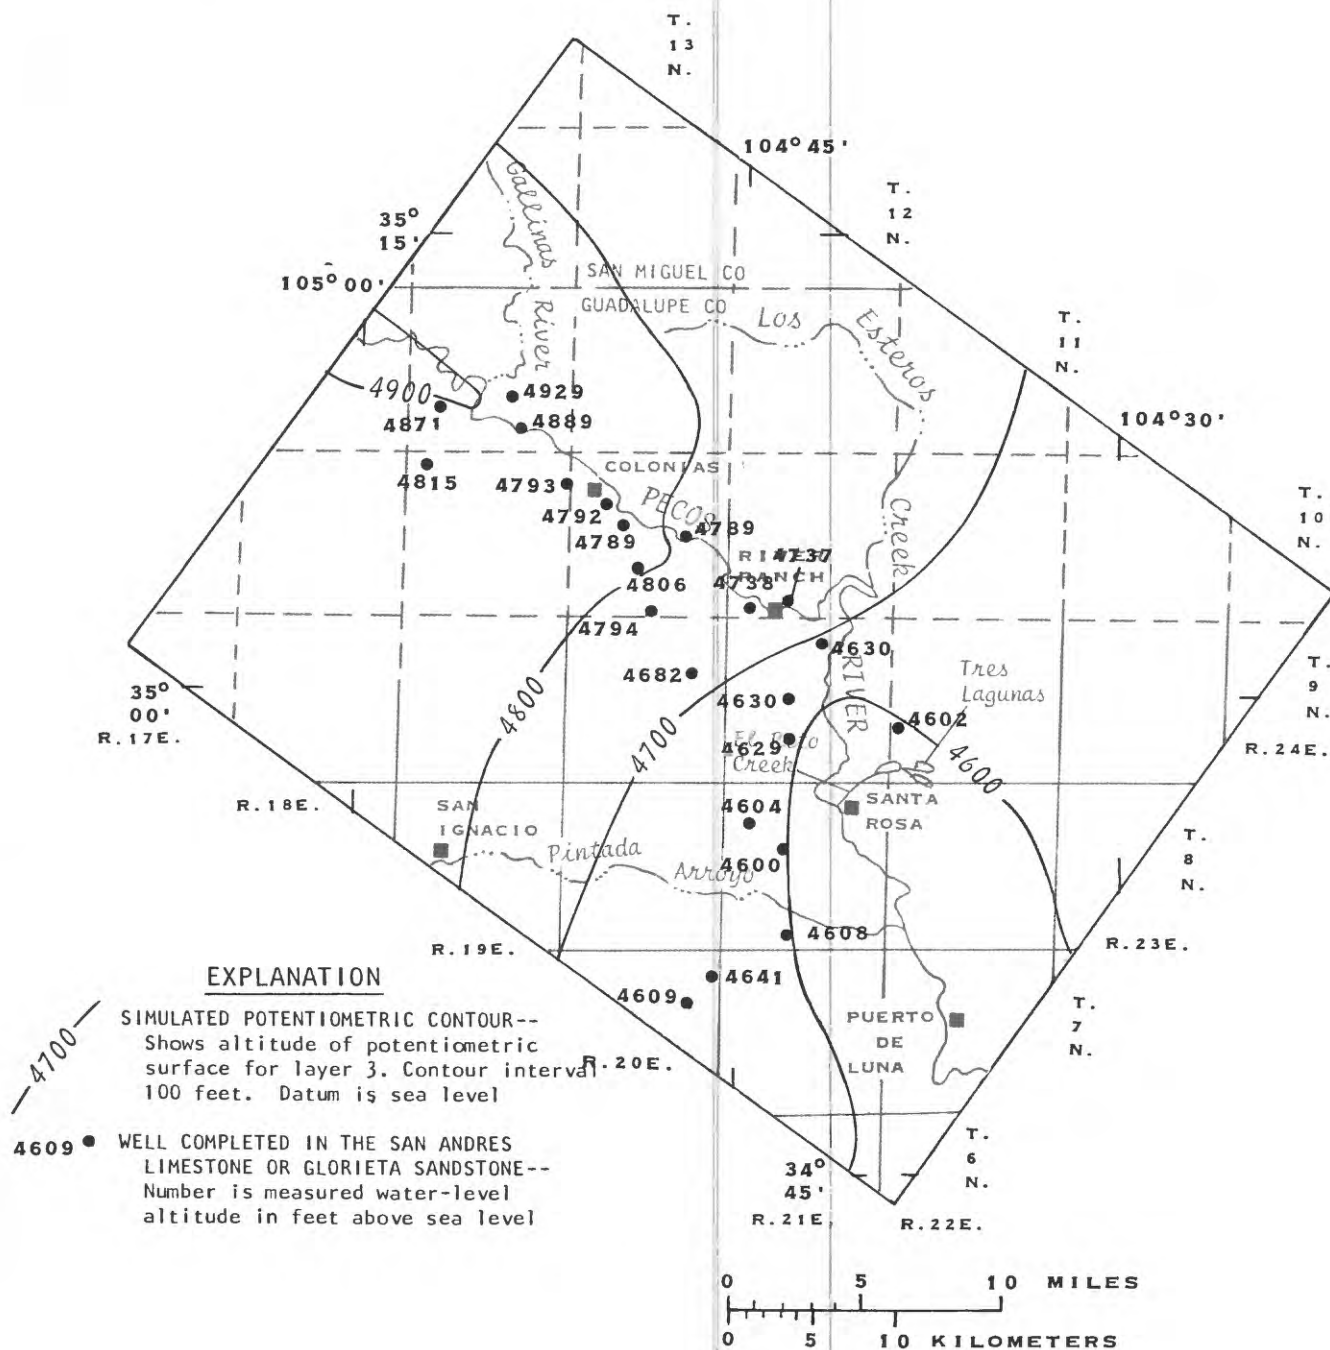 T.
13
N.
104° 45'
T.
12
N.
35°
15'
105° 00'
Gallinas
River
SAN MIGUEL CO
GUADALUPE CO
Los
Esteros
Creek
T.
11
N.
104° 30'
4900
4929
4871
4889
4815
COLONIAS
4793
PECOS
4792
4789
4789
T.
10
N.
RIVER
RANCH
4737
4738
4806
4794
4630
RIVER
Tres
Lagunas
T.
9
N.
4682
35°
00'
R.17E.
4800
4700
4630
4602
4629
El Rito
Creek
4600
R.24E.
R.18E.
SAN
IGNACIO
4604
SANTA
ROSA
Pintada
Arroyo
4600
T.
8
N.
4608
R.19E.
R.23E.
4641
4609
PUERTO
DE
LUNA
T.
7
N.
R.20E.
T.
6
N.
34°
45'
R.21E.
R.22E.
EXPLANATION
4700
SIMULATED POTENTIOMETRIC CONTOUR--
Shows altitude of potentiometric
surface for layer 3. Contour interval
100 feet. Datum is sea level
4609
WELL COMPLETED IN THE SAN ANDRES
LIMESTONE OR GLORIETA SANDSTONE--
Number is measured water-level
altitude in feet above sea level
0 5 10 MILES
0 5 10 KILOMETERS